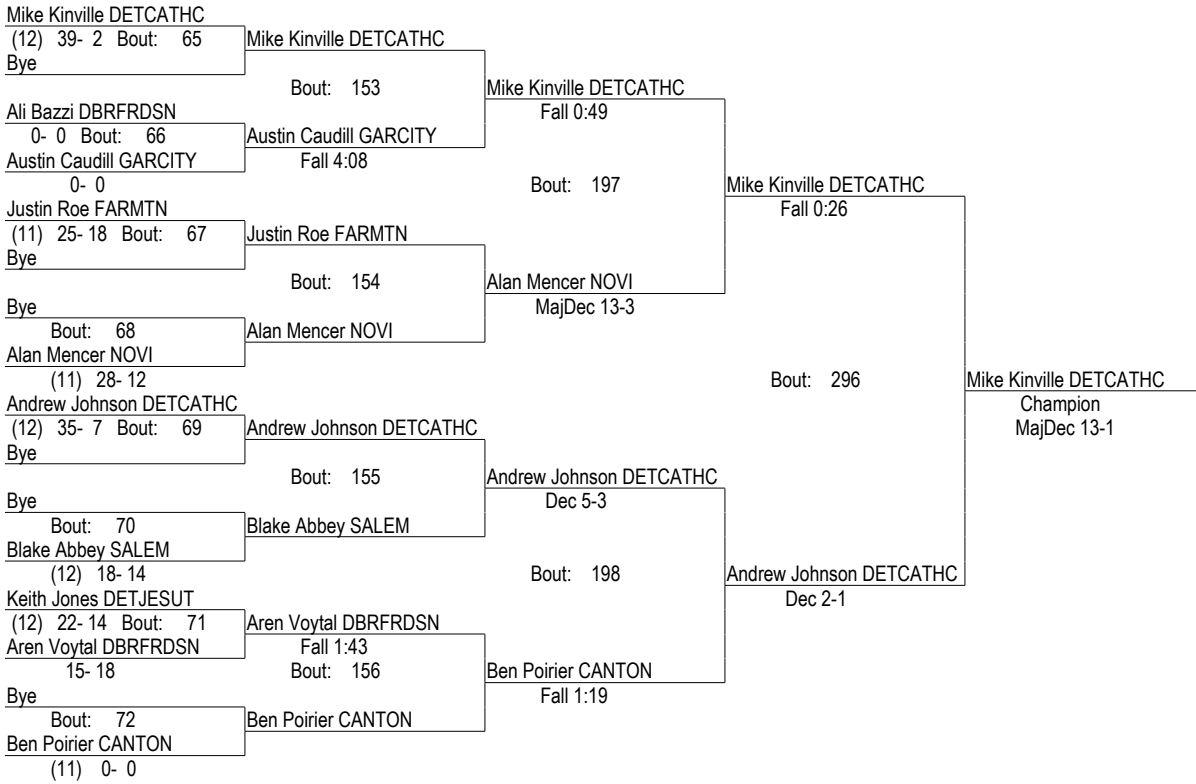 Mike Kinville DETCATHC
(12) 39- 2 Bout: 65
Mike Kinville DETCATHC
Bye
Bout: 153
Mike Kinville DETCATHC
Ali Bazzi DBRFRDSN
Fall 0:49
0- 0 Bout: 66
Austin Caudill GARCITY
Austin Caudill GARCITY
Fall 4:08
0- 0
Bout: 197
Mike Kinville DETCATHC
Justin Roe FARMTN
Fall 0:26
(11) 25- 18 Bout: 67
Justin Roe FARMTN
Bye
Bout: 154
Alan Mencer NOVI
Bye
MajDec 13-3
Bout: 68
Alan Mencer NOVI
Alan Mencer NOVI
(11) 28- 12
Bout: 296
Mike Kinville DETCATHC
Andrew Johnson DETCATHC
Champion
(12) 35- 7 Bout: 69
Andrew Johnson DETCATHC
MajDec 13-1
Bye
Bout: 155
Andrew Johnson DETCATHC
Bye
Dec 5-3
Bout: 70
Blake Abbey SALEM
Blake Abbey SALEM
(12) 18- 14
Bout: 198
Andrew Johnson DETCATHC
Keith Jones DETJESUT
Dec 2-1
(12) 22- 14 Bout: 71
Aren Voytal DBRFRDSN
Aren Voytal DBRFRDSN
Fall 1:43
15- 18
Bout: 156
Ben Poirier CANTON
Bye
Fall 1:19
Bout: 72
Ben Poirier CANTON
Ben Poirier CANTON
(11) 0- 0